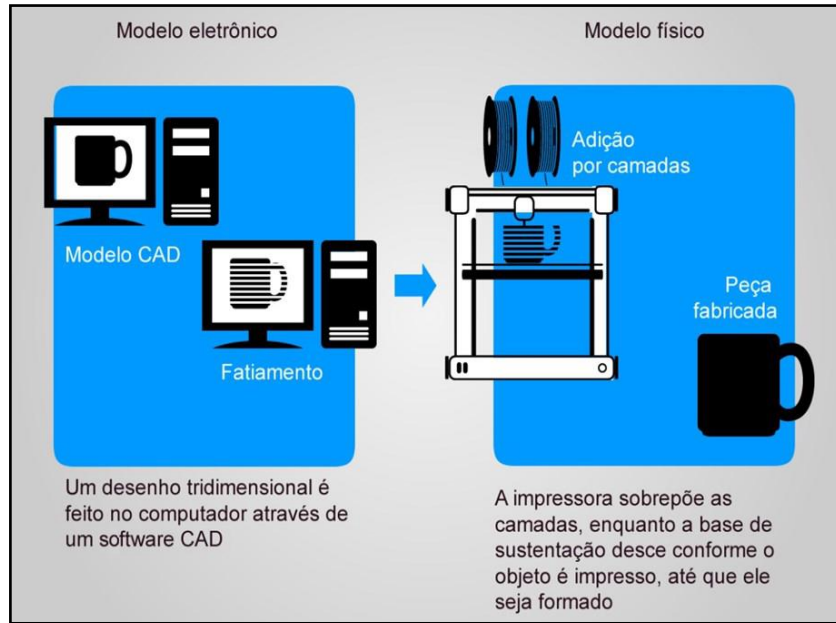 Modelo eletrônico
Modelo CAD
Fatiamento
Um desenho tridimensional é
feito no computador através de
um software CAD
Modelo físico
Adição
por camadas
Peça
fabricada
A impressora sobrepõe as
camadas, enquanto a base de
sustentação desce conforme o
objeto é impresso, até que ele
seja formado